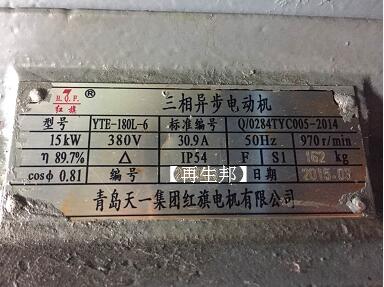 H.Q.F.
红旗
®
三相异步电动机
型号 YTE-180L-6 标准编号 Q/0284TYC005-2014
15kW 380V 30.9A 50Hz 970r/min
η 89.7% △ IP54 F S1 162 kg
cosφ 0.81 编号 再生邦 日期 2015.03
青岛天一集团红旗电机有限公司